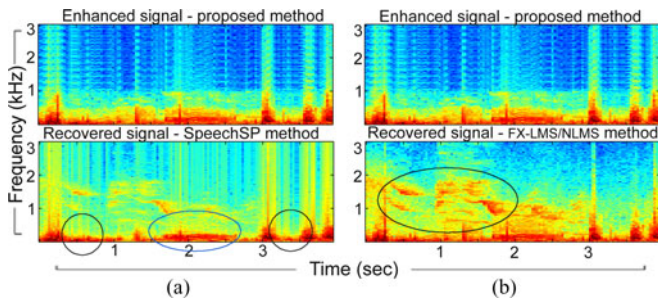 Enhanced signal - proposed method
Enhanced signal - proposed method
3
2
1
3
2
1
Recovered signal - SpeechSP method
Recovered signal - FX-LMS/NLMS method
2
1
2
1
Frequency (kHz)
1 2 3
1 2 3
Time (sec)
(a)
(b)